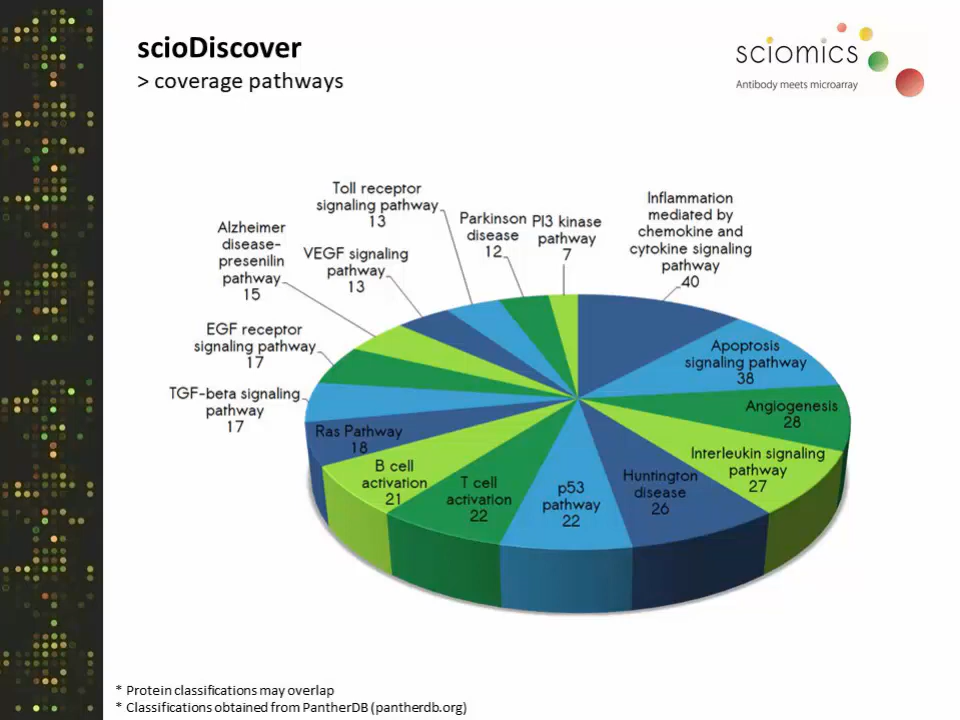 scioDiscover
> coverage pathways
sciomics
Antibody meets microarray
Toll receptor
signaling pathway
13
Parkinson
disease
12
PI3 kinase
pathway
7
Inflammation
mediated by
chemokine and
cytokine signaling
pathway
40
Alzheimer
disease-
presenilin
pathway
15
VEGF signaling
pathway
13
EGF receptor
signaling pathway
17
TGF-beta signaling
pathway
17
Apoptosis
signaling pathway
38
Angiogenesis
28
Interleukin signaling
pathway
27
Huntington
disease
26
p53
pathway
22
T cell
activation
22
B cell
activation
21
Ras Pathway
18
* Protein classifications may overlap
* Classifications obtained from PantherDB (pantherdb.org)